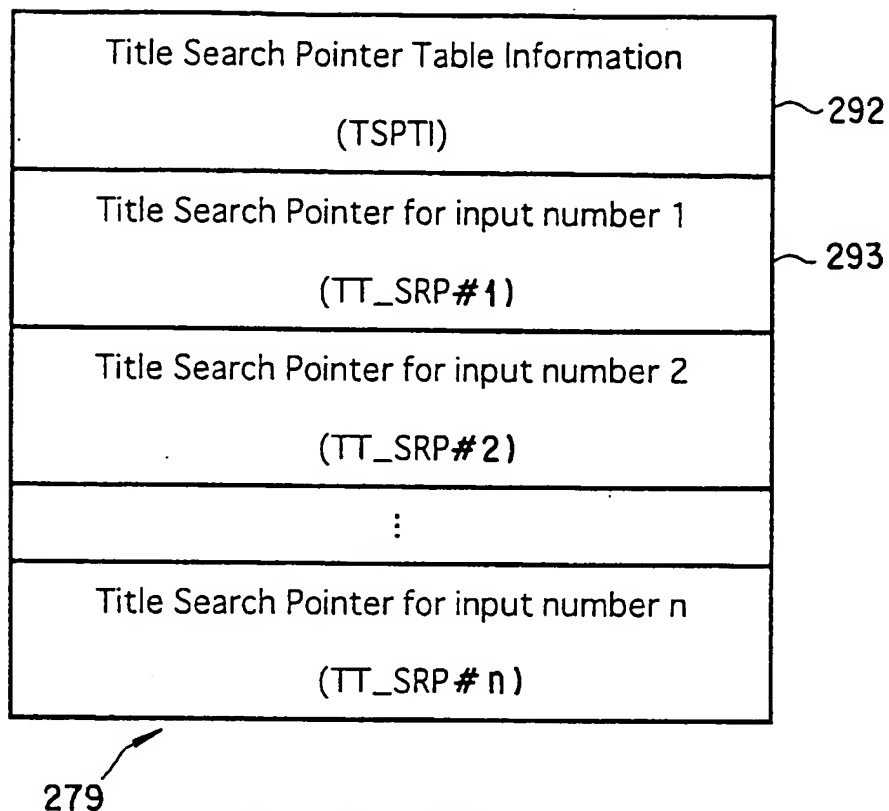 Title Search Pointer Table Information
(TSPTI)
292
Title Search Pointer for input number 1
(TT_SRP#1)
293
Title Search Pointer for input number 2
(TT_SRP#2)
⋮
Title Search Pointer for input number n
(TT_SRP#n)
279